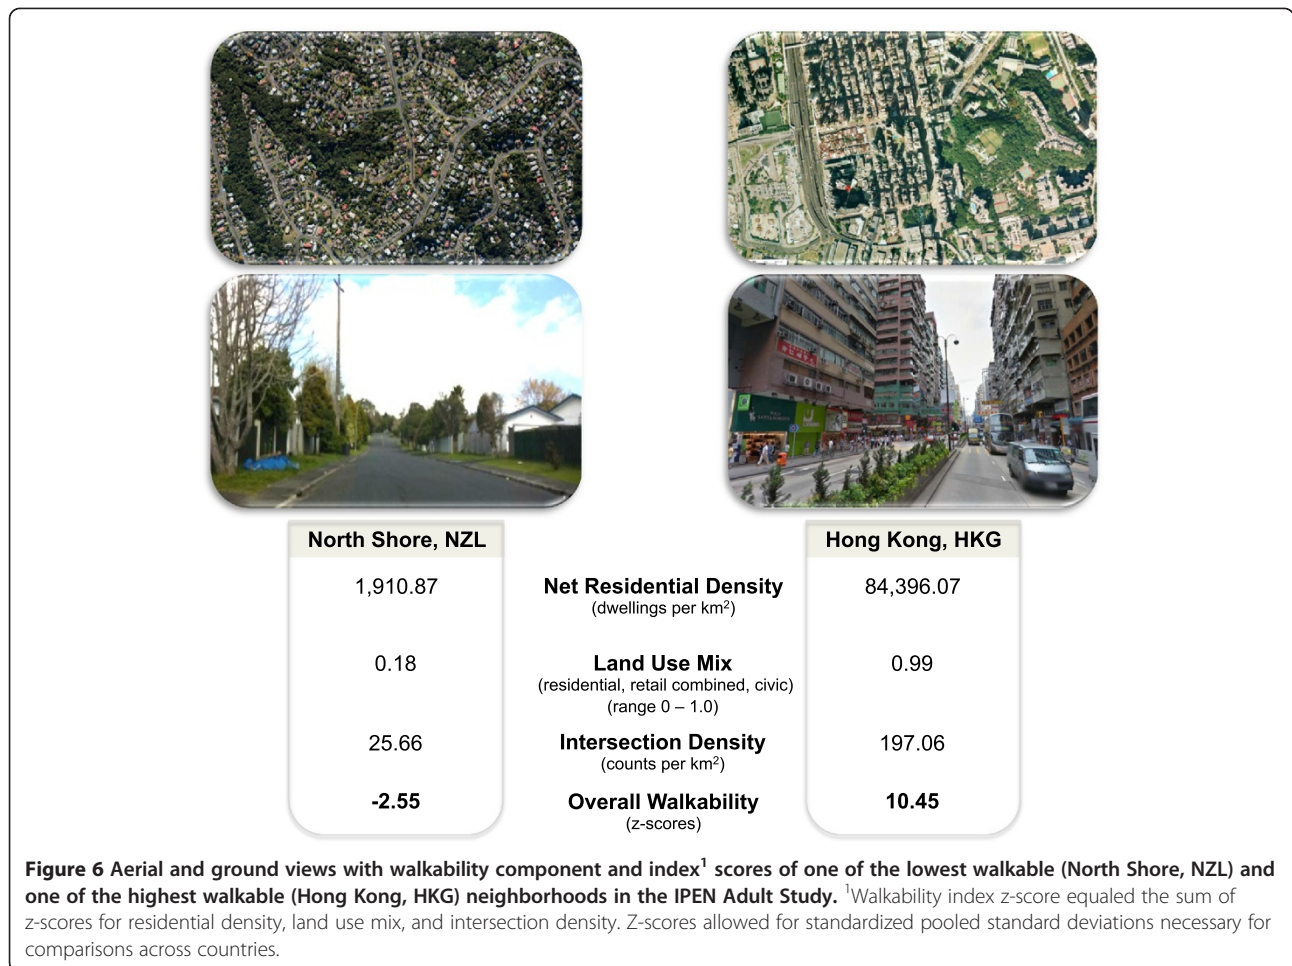 North Shore, NZL
Hong Kong, HKG
1,910.87
Net Residential Density
84,396.07
(dwellings per km²)
0.18
Land Use Mix
0.99
(residential, retail combined, civic)
(range 0 – 1.0)
25.66
Intersection Density
197.06
(counts per km²)
-2.55
Overall Walkability
10.45
(z-scores)
Figure 6 Aerial and ground views with walkability component and index¹ scores of one of the lowest walkable (North Shore, NZL) and
one of the highest walkable (Hong Kong, HKG) neighborhoods in the IPEN Adult Study. ¹Walkability index z-score equaled the sum of
z-scores for residential density, land use mix, and intersection density. Z-scores allowed for standardized pooled standard deviations necessary for
comparisons across countries.